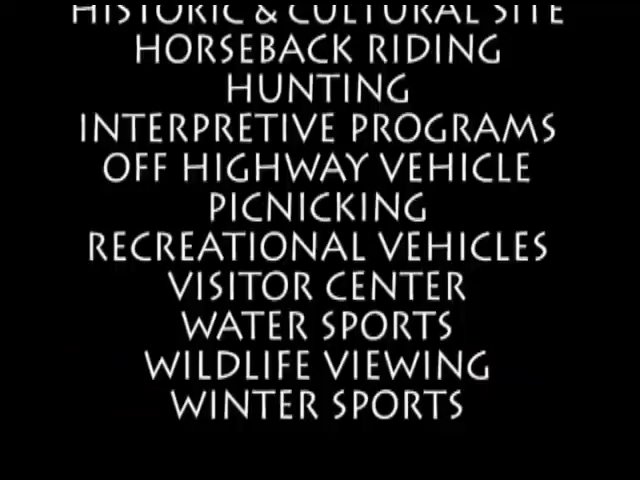 HISTORIC & CULTURAL SITE
HORSEBACK RIDING
HUNTING
INTERPRETIVE PROGRAMS
OFF HIGHWAY VEHICLE
PICNICKING
RECREATIONAL VEHICLES
VISITOR CENTER
WATER SPORTS
WILDLIFE VIEWING
WINTER SPORTS